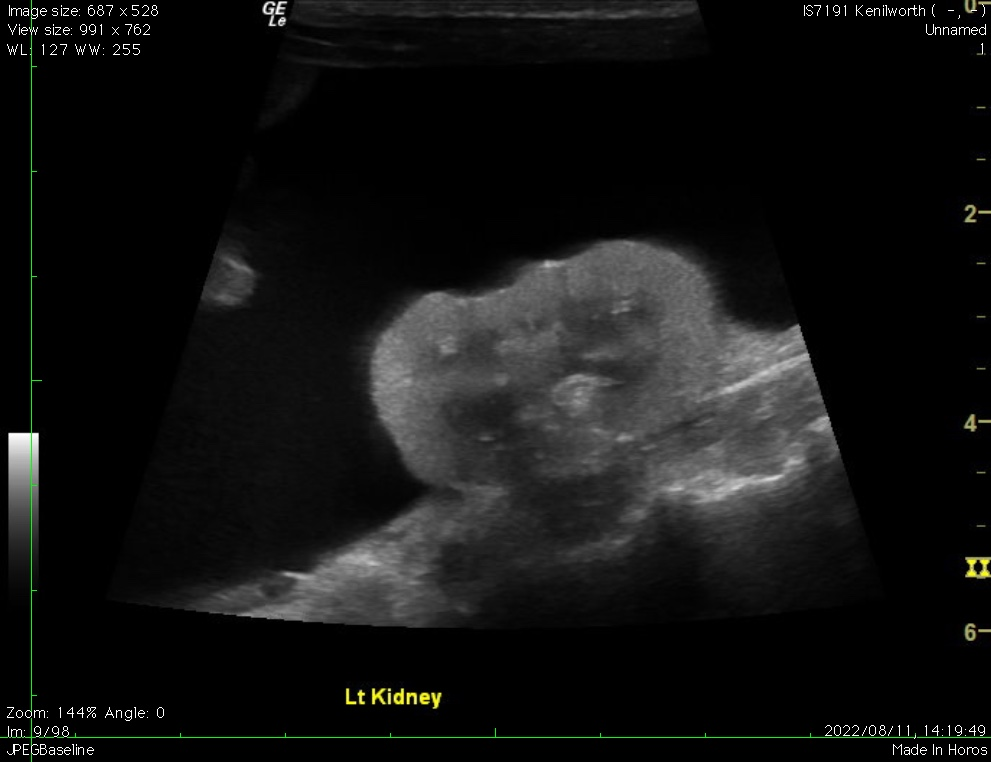 Image size: 687 x 528
View size: 991 x 762
WL: 127 WW: 255
GE
Le
IS7191 Kenilworth ( -, -)
Unnamed
1
0
2
4
6
Lt Kidney
Zoom: 144% Angle: 0
Im: 9/98
JPEGBaseline
2022/08/11, 14:19:49
Made In Horos